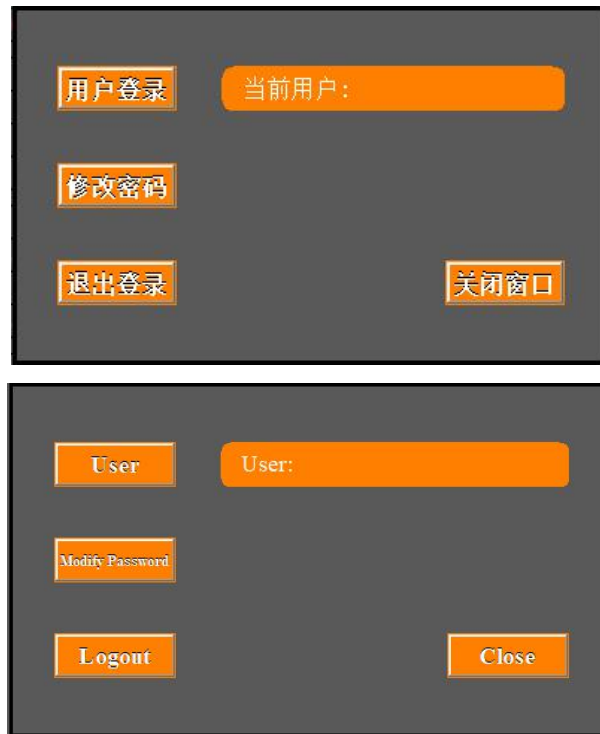 用户登录
当前用户:
修改密码
退出登录
关闭窗口
User
User:
Modify Password
Logout
Close